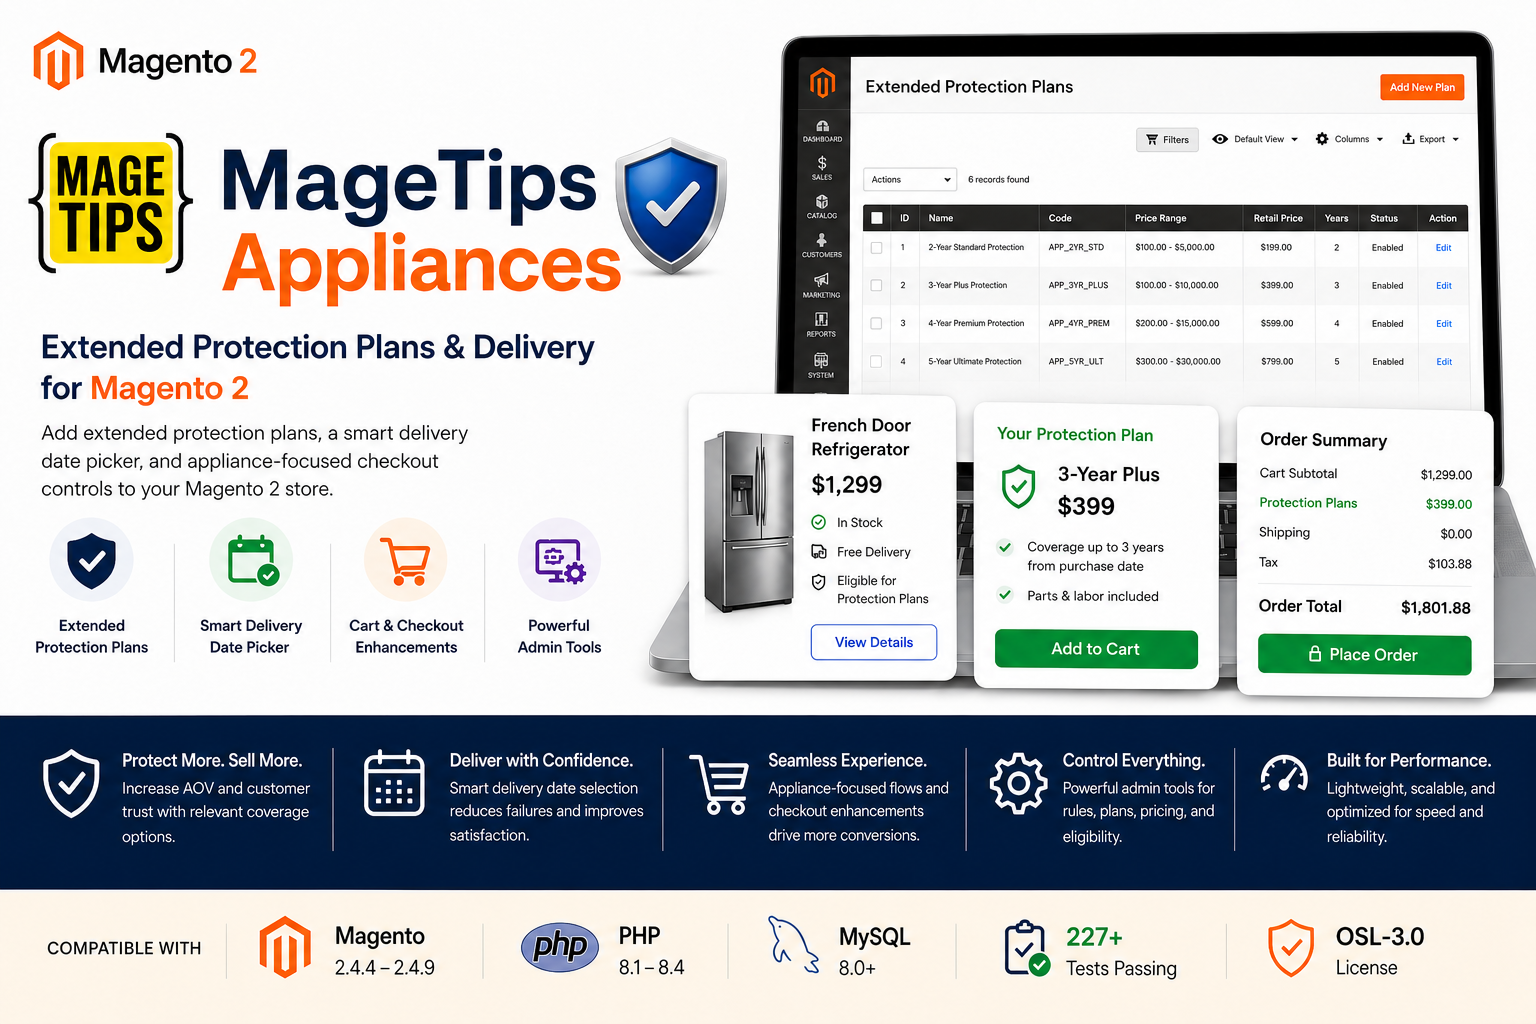 Magento 2
MAGE
TIPS
MageTips
Appliances
Extended Protection Plans & Delivery
for Magento 2
Add extended protection plans, a smart delivery
date picker, and appliance-focused checkout
controls to your Magento 2 store.
Extended
Protection Plans
Smart Delivery
Date Picker
Cart & Checkout
Enhancements
Powerful
Admin Tools
DASHBOARD
SALES
CATALOG
CUSTOMERS
MARKETING
REPORTS
SYSTEM
Extended Protection Plans
Add New Plan
Filters Default View Columns Export
Actions 6 records found
ID Name Code Price Range Retail Price Years Status Action
1 2-Year Standard Protection APP_2YR_STD $100.00 - $5,000.00 $199.00 2 Enabled Edit
2 3-Year Plus Protection APP_3YR_PLUS $100.00 - $10,000.00 $399.00 3 Enabled Edit
3 4-Year Premium Protection APP_4YR_PREM $200.00 - $15,000.00 $599.00 4 Enabled Edit
4 5-Year Ultimate Protection APP_5YR_ULT $300.00 - $30,000.00 $799.00 5 Enabled Edit
French Door
Refrigerator
$1,299
In Stock
Free Delivery
Eligible for
Protection Plans
View Details
Your Protection Plan
3-Year Plus
$399
Coverage up to 3 years
from purchase date
Parts & labor included
Add to Cart
Order Summary
Cart Subtotal $1,299.00
Protection Plans $399.00
Shipping $0.00
Tax $103.88
Order Total $1,801.88
Place Order
Protect More. Sell More.
Increase AOV and customer
trust with relevant coverage
options.
Deliver with Confidence.
Smart delivery date selection
reduces failures and improves
satisfaction.
Seamless Experience.
Appliance-focused flows and
checkout enhancements
drive more conversions.
Control Everything.
Powerful admin tools for
rules, plans, pricing, and
eligibility.
Built for Performance.
Lightweight, scalable, and
optimized for speed and
reliability.
COMPATIBLE WITH
Magento
2.4.4 – 2.4.9
php
PHP
8.1 – 8.4
MySQL
8.0+
227+
Tests Passing
OSL-3.0
License